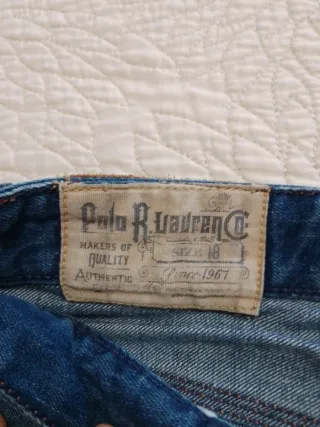 Polo R. Lauren Co.
MAKERS OF
QUALITY
AUTHENTIC
SIZE 18
Since 1967